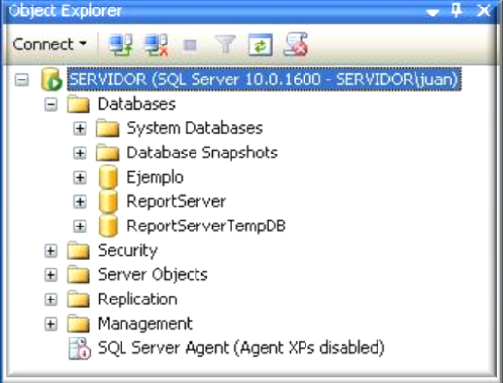 Object Explorer
Connect
SERVIDOR (SQL Server 10.0.1600 - SERVIDOR\juan)
Databases
System Databases
Database Snapshots
Ejemplo
ReportServer
ReportServerTempDB
Security
Server Objects
Replication
Management
SQL Server Agent (Agent XPs disabled)